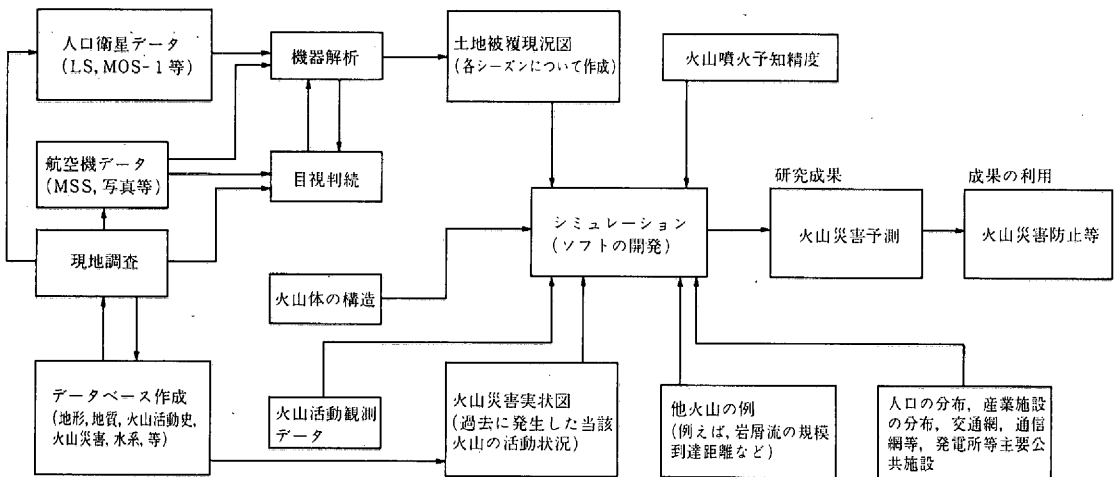 人口衛星データ
(LS, MOS-1 等)
機器解析
土地被覆現況図
(各シーズンについて作成)
火山噴火予知精度
航空機データ
(MSS, 写真等)
目視判続
研究成果
成果の利用
シミュレーション
(ソフトの開発)
火山災害予測
火山災害防止等
現地調査
火山体の構造
データベース作成
(地形, 地質, 火山活動史,
火山災害, 水系, 等)
火山活動観測
データ
火山災害実状図
(過去に発生した当該
火山の活動状況)
他火山の例
(例えば, 岩屑流の規模
到達距離など)
人口の分布, 産業施設
の分布, 交通網, 通信
網等, 発電所等主要公
共施設